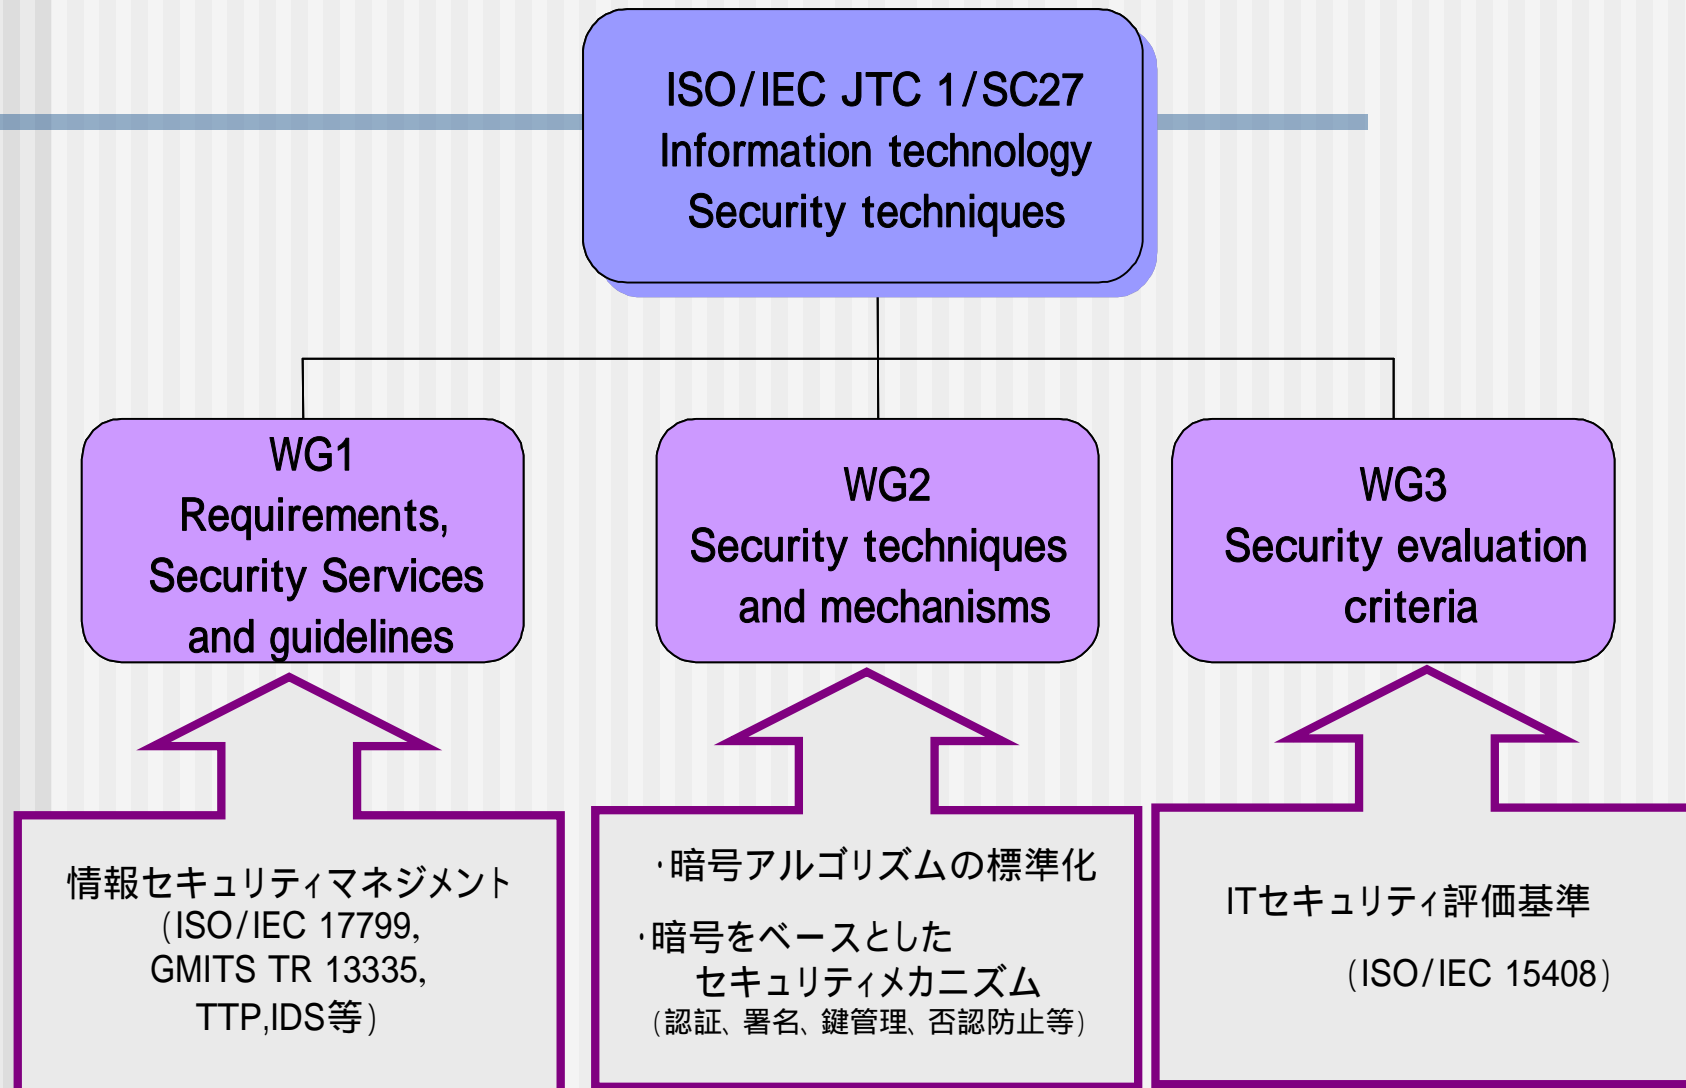 ISO/IEC JTC 1/SC27
Information technology
Security techniques
WG1
Requirements,
Security Services
and guidelines
WG2
Security techniques
and mechanisms
WG3
Security evaluation
criteria
情報セキュリティマネジメント
(ISO/IEC 17799,
GMITS TR 13335,
TTP,IDS等)
・暗号アルゴリズムの標準化
・暗号をベースとした
セキュリティメカニズム
(認証、署名、鍵管理、否認防止等)
ITセキュリティ評価基準
(ISO/IEC 15408)